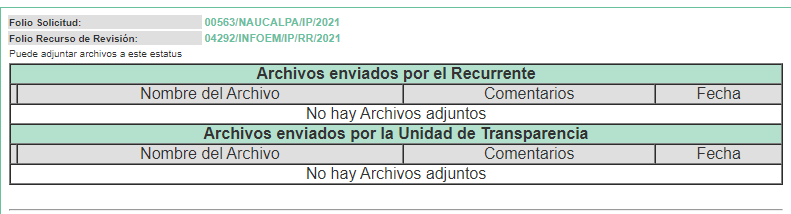 Folio Solicitud: 00563/NAUCALPA/IP/2021
Folio Recurso de Revisión: 04292/INFOEM/IP/RR/2021
Puede adjuntar archivos a este estatus
Archivos enviados por el Recurrente
Nombre del Archivo Comentarios Fecha
No hay Archivos adjuntos
Archivos enviados por la Unidad de Transparencia
Nombre del Archivo Comentarios Fecha
No hay Archivos adjuntos